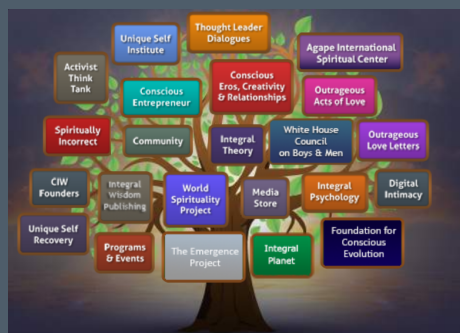 Thought Leader
Dialogues
Unique Self
Institute
Agape International
Spiritual Center
Activist
Think
Tank
Conscious
Entrepreneur
Conscious
Eros, Creativity
& Relationships
Outrageous
Acts of Love
Spiritually
Incorrect
Community
Integral
Theory
White House
Council
on Boys & Men
Outrageous
Love Letters
CIW
Founders
Integral
Wisdom
Publishing
World
Spirituality
Project
Media
Store
Integral
Psychology
Digital
Intimacy
Unique Self
Recovery
Programs
& Events
The Emergence
Project
Integral
Planet
Foundation for
Conscious
Evolution